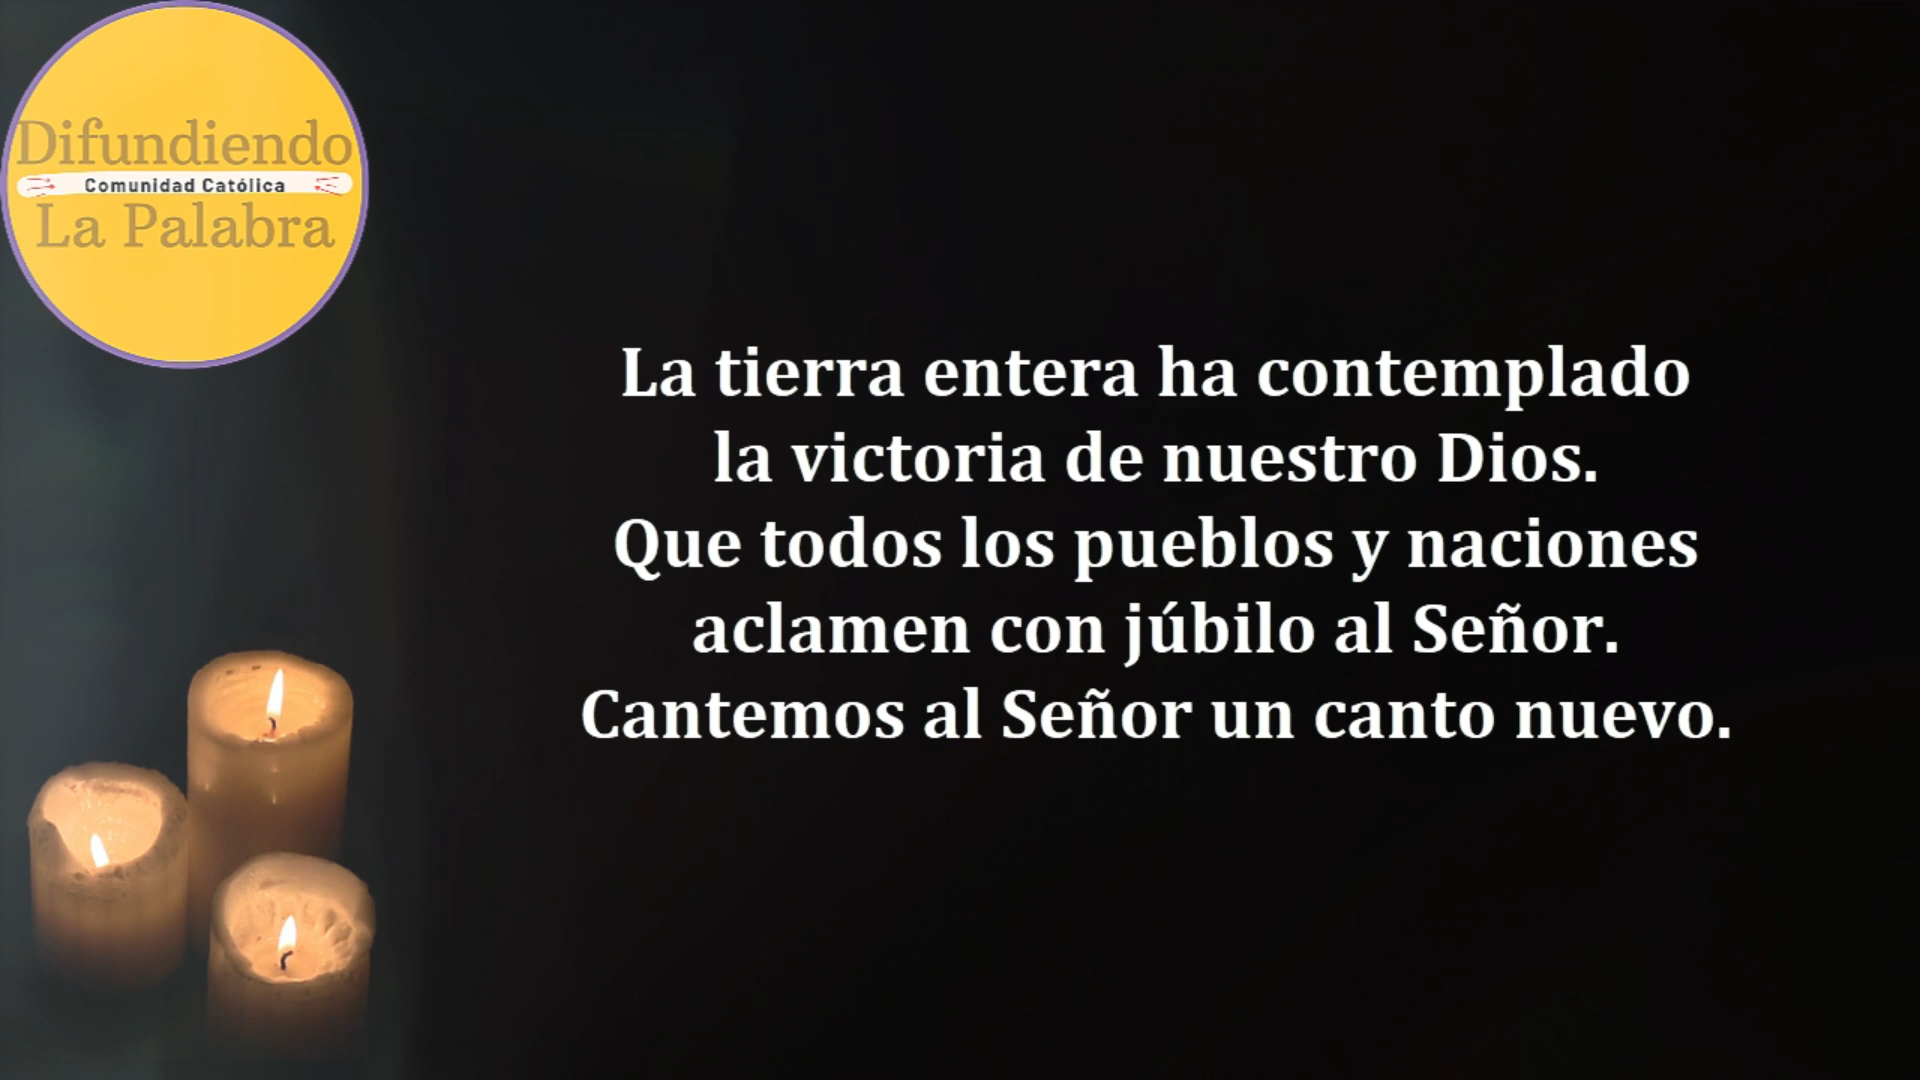 Difundiendo
Comunidad Católica
La Palabra
La tierra entera ha contemplado
la victoria de nuestro Dios.
Que todos los pueblos y naciones
aclamen con júbilo al Señor.
Cantemos al Señor un canto nuevo.